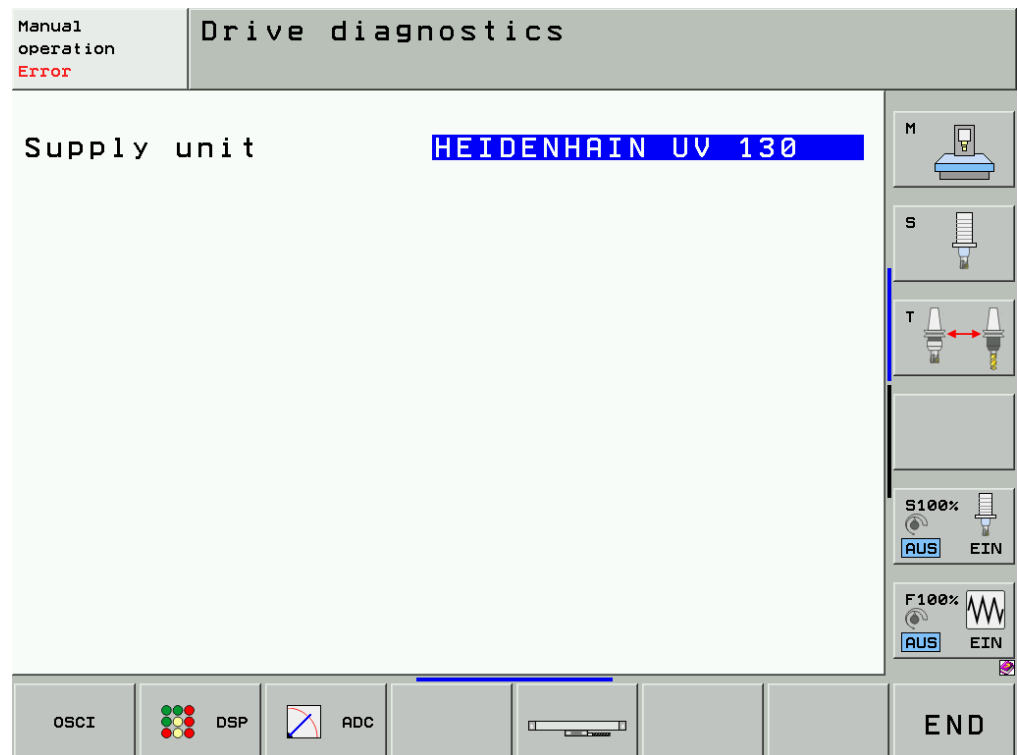 Manual
operation
Error
Drive diagnostics
Supply unit HEIDENHAIN UV 130
M
S
T
S100%
AUS EIN
F100%
AUS EIN
OSCI DSP ADC END